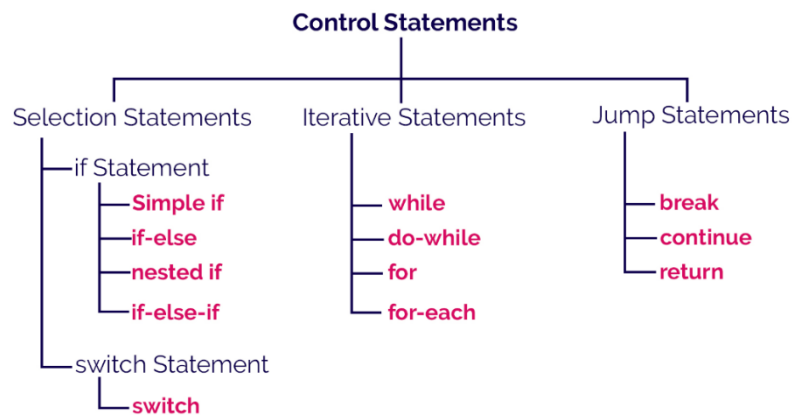 Control Statements
Selection Statements
if Statement
Simple if
if-else
nested if
if-else-if
switch Statement
switch
Iterative Statements
while
do-while
for
for-each
Jump Statements
break
continue
return